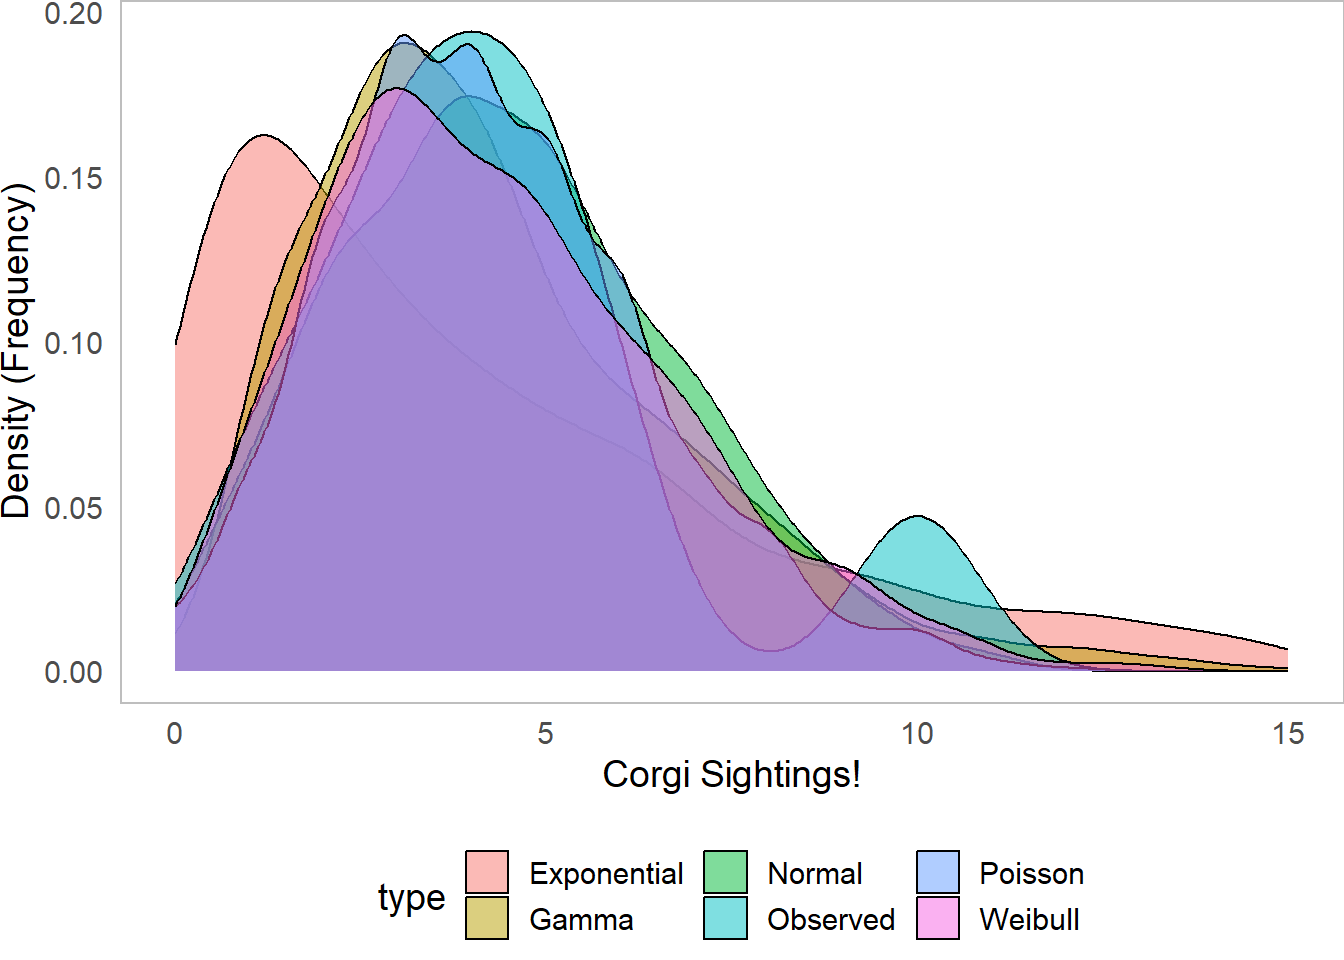 Density (Frequency)
0.20
0.15
0.10
0.05
0.00
0 5 10 15
Corgi Sightings!
type
Exponential Normal Poisson
Gamma Observed Weibull